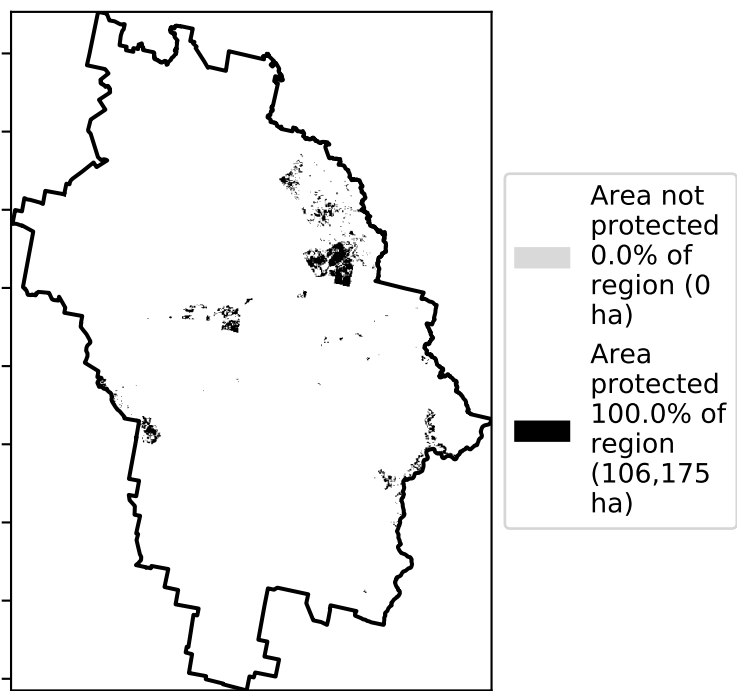 Area not
protected
0.0% of
region (0
ha)
Area
protected
100.0% of
region
(106,175
ha)